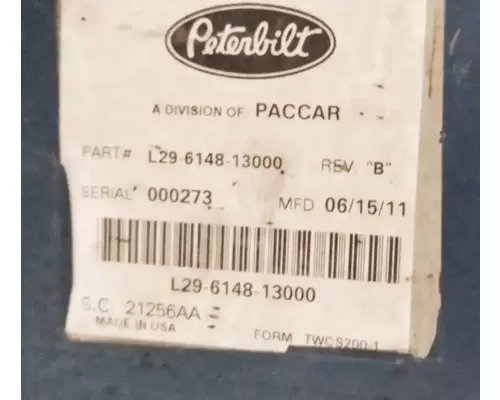 Peterbilt
A DIVISION OF PACCAR
PART# L29-6148-13000 REV "B"
SERIAL 000273 MFD 06/15/11
L29-6148-13000
S.C. 21256AA
MADE IN USA
FORM TWCS200-1